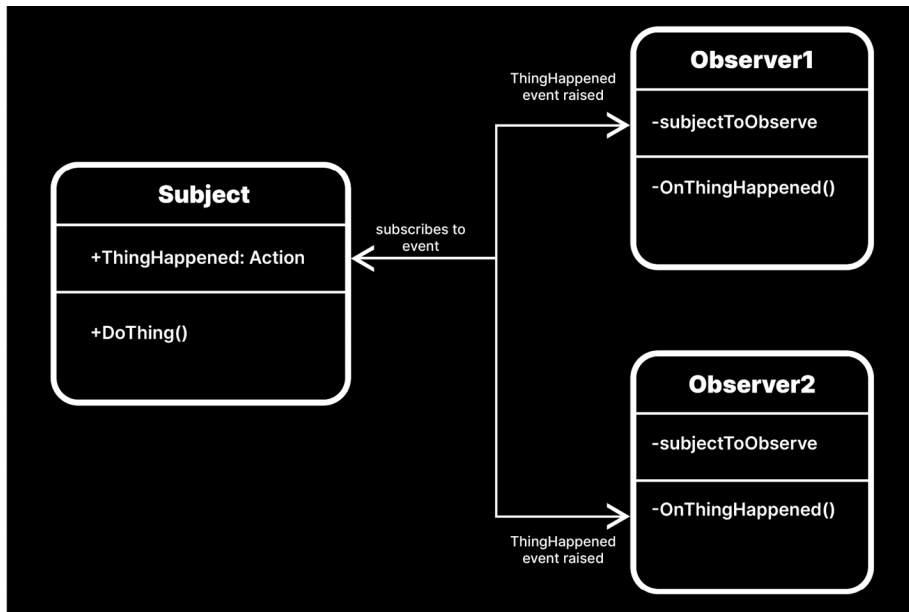 Subject
+ThingHappened: Action
+DoThing()
subscribes to
event
ThingHappened
event raised
Observer1
-subjectToObserve
-OnThingHappened()
Observer2
-subjectToObserve
-OnThingHappened()
ThingHappened
event raised